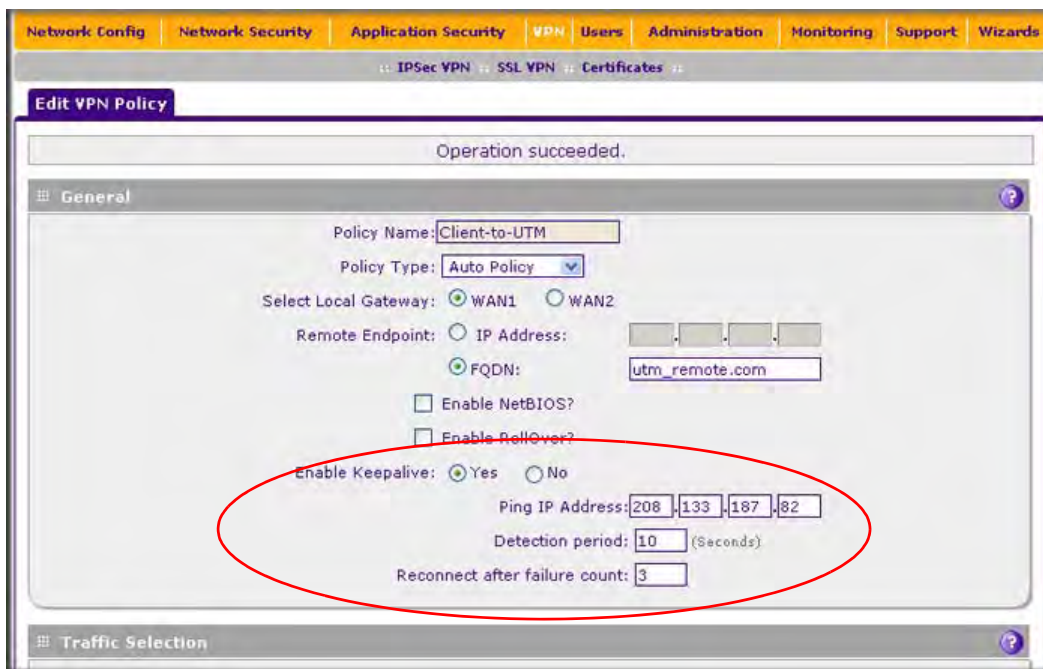 Network Config Network Security Application Security VPN Users Administration Monitoring Support Wizards
:: IPSec VPN :: SSL VPN :: Certificates ::
Edit VPN Policy
Operation succeeded.
General ?
Policy Name: Client-to-UTM
Policy Type: Auto Policy
Select Local Gateway: WAN1 WAN2
Remote Endpoint: IP Address: . . .
FQDN: utm_remote.com
Enable NetBIOS?
Enable RollOver?
Enable Keepalive: Yes No
Ping IP Address: 208 .133 .187 .82
Detection period: 10 (Seconds)
Reconnect after failure count: 3
Traffic Selection ?